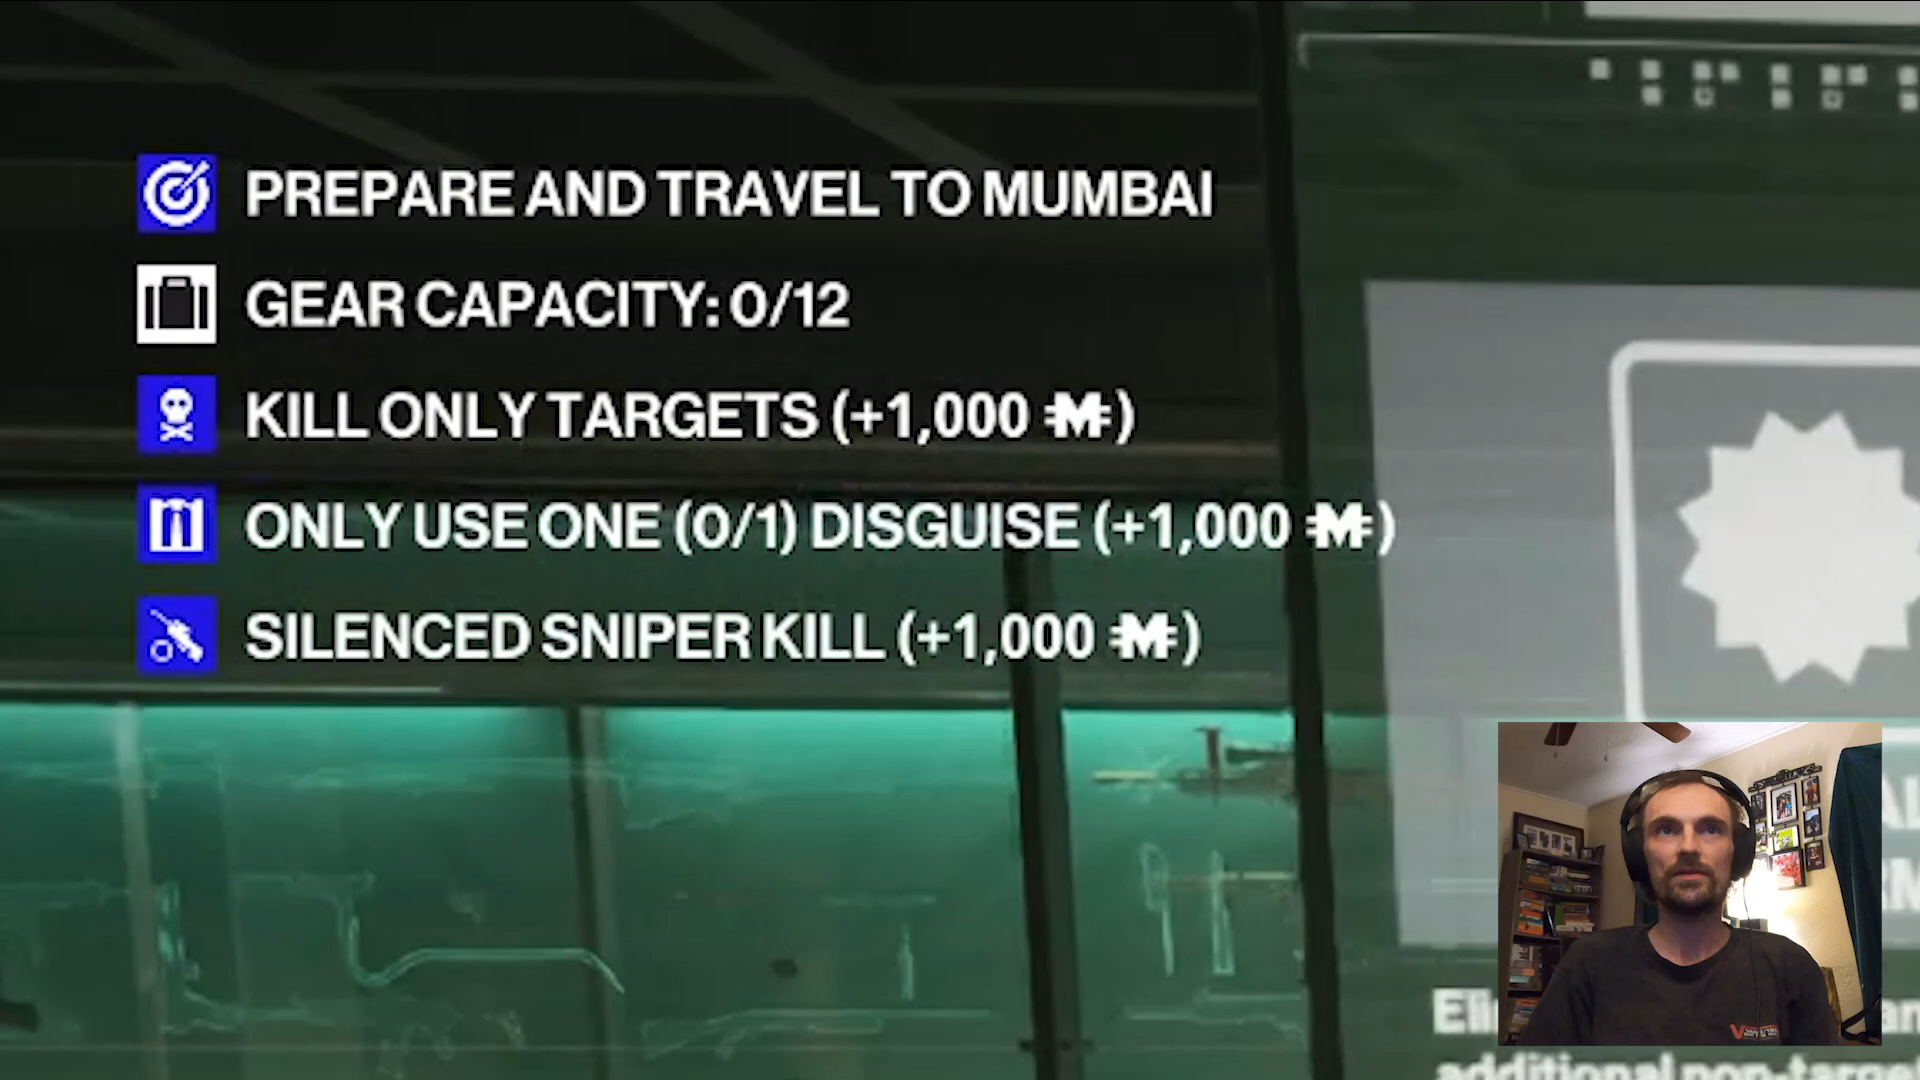 PREPARE AND TRAVEL TO MUMBAI
GEAR CAPACITY: 0/12
KILL ONLY TARGETS (+1,000 M)
ONLY USE ONE (0/1) DISGUISE (+1,000 M)
SILENCED SNIPER KILL (+1,000 M)